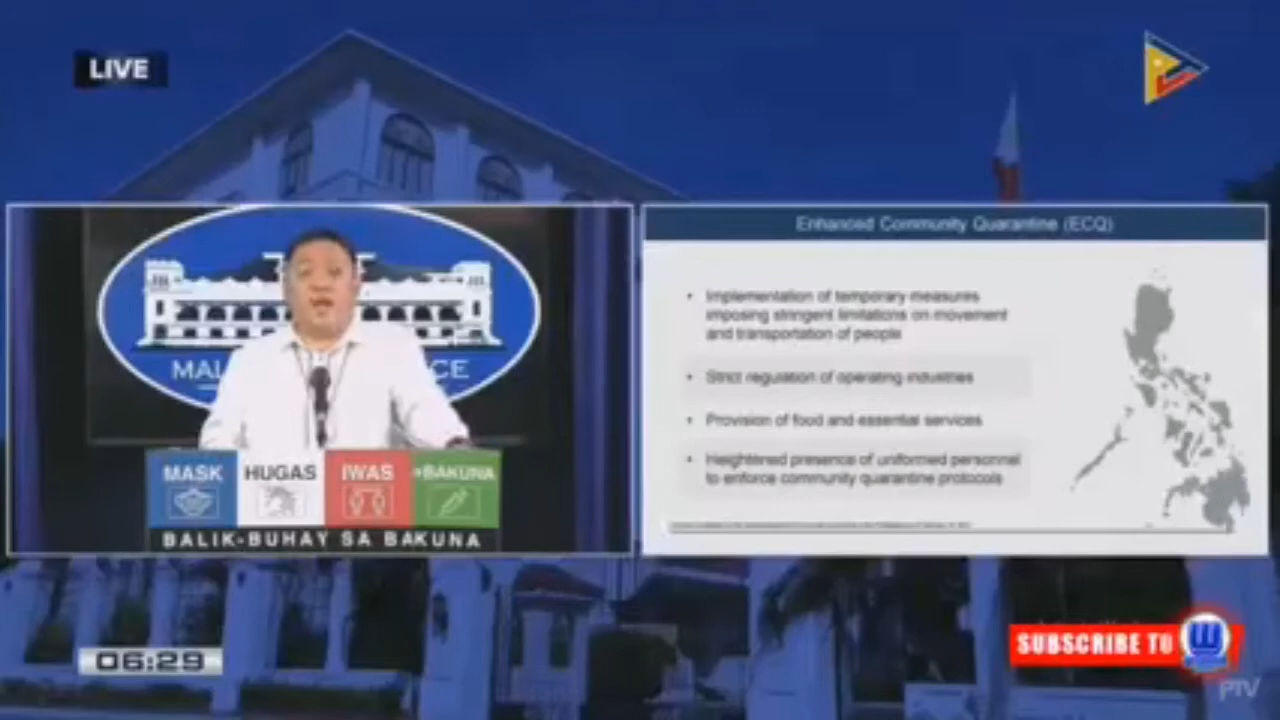 LIVE
Enhanced Community Quarantine (ECQ)
• Implementation of temporary measures
imposing stringent limitations on movement
and transportation of people
• Strict regulation of operating industries
• Provision of food and essential services
• Heightened presence of uniformed personnel
to enforce community quarantine protocols
MAL CE
MASK HUGAS IWAS +BAKUNA
BALIK-BUHAY SA BAKUNA
06:29
SUBSCRIBE TO
PTV